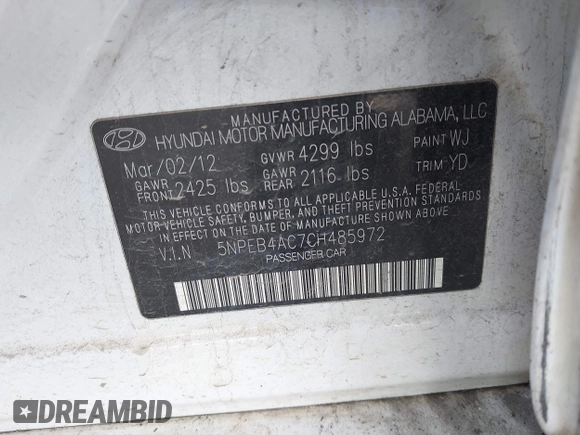 MANUFACTURED BY
HYUNDAI MOTOR MANUFACTURING ALABAMA, LLC
Mar/02/12 GVWR 4299 lbs PAINT WJ
GAWR FRONT 2425 lbs GAWR REAR 2116 lbs TRIM YD
THIS VEHICLE CONFORMS TO ALL APPLICABLE U.S.A. FEDERAL
MOTOR VEHICLE SAFETY, BUMPER, AND THEFT PREVENTION
STANDARDS IN EFFECT ON THE DATE OF MANUFACTURE SHOWN ABOVE
V.I.N. 5NPEB4AC7CH485972
PASSENGER CAR
DREAMBID